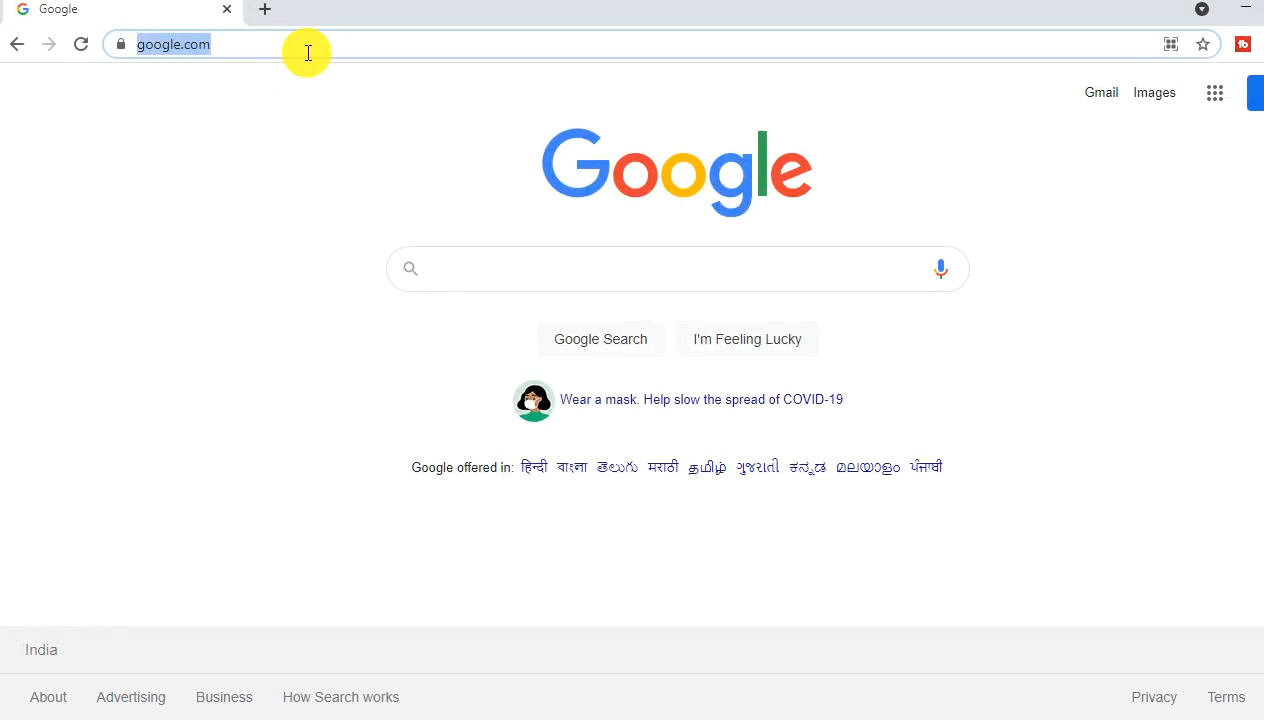 Google
google.com
Gmail Images
Google
Google Search I'm Feeling Lucky
Wear a mask. Help slow the spread of COVID-19
Google offered in: हिन्दी বাংলা తెలుగు मराठी தமிழ் ગુજરાતી ಕನ್ನಡ മലയാളം ਪੰਜਾਬੀ
India
About Advertising Business How Search works Privacy Terms